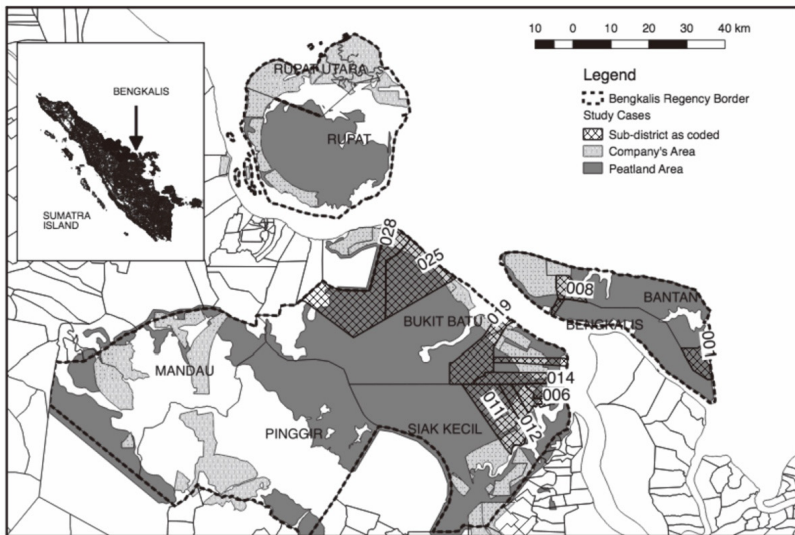 10 0 10 20 30 40 km
Legend
Bengkalis Regency Border
Study Cases
Sub-district as coded
Company's Area
Peatland Area
BENGKALIS
SUMATRA
ISLAND
RUPAT UTARA
RUPAT
028
025
BUKIT BATU
019
008
BANTAN
BENGKALIS
001
MANDAU
014
006
011
012
PINGGIR
SIAK KECIL